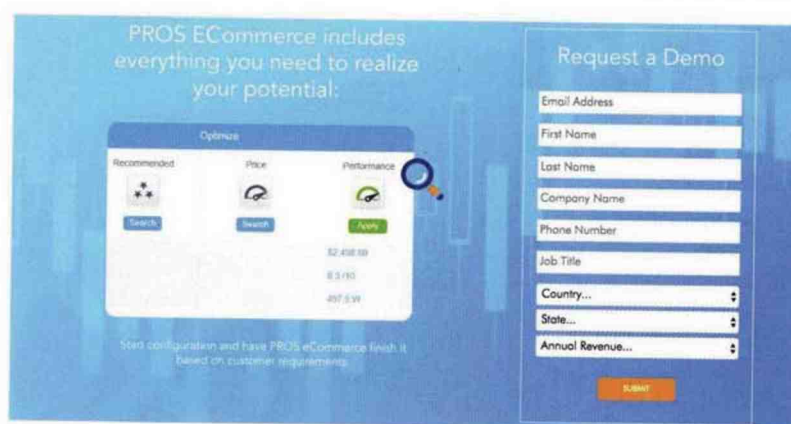 PROS ECommerce includes
everything you need to realize
your potential:
Optimize
Recommended
Price
Performance
Search
Search
Apply
Start configuration and have PROS eCommerce finish it
based on customer requirements.
Request a Demo
Email Address
First Name
Last Name
Company Name
Phone Number
Job Title
Country...
State...
Annual Revenue...
SUBMIT